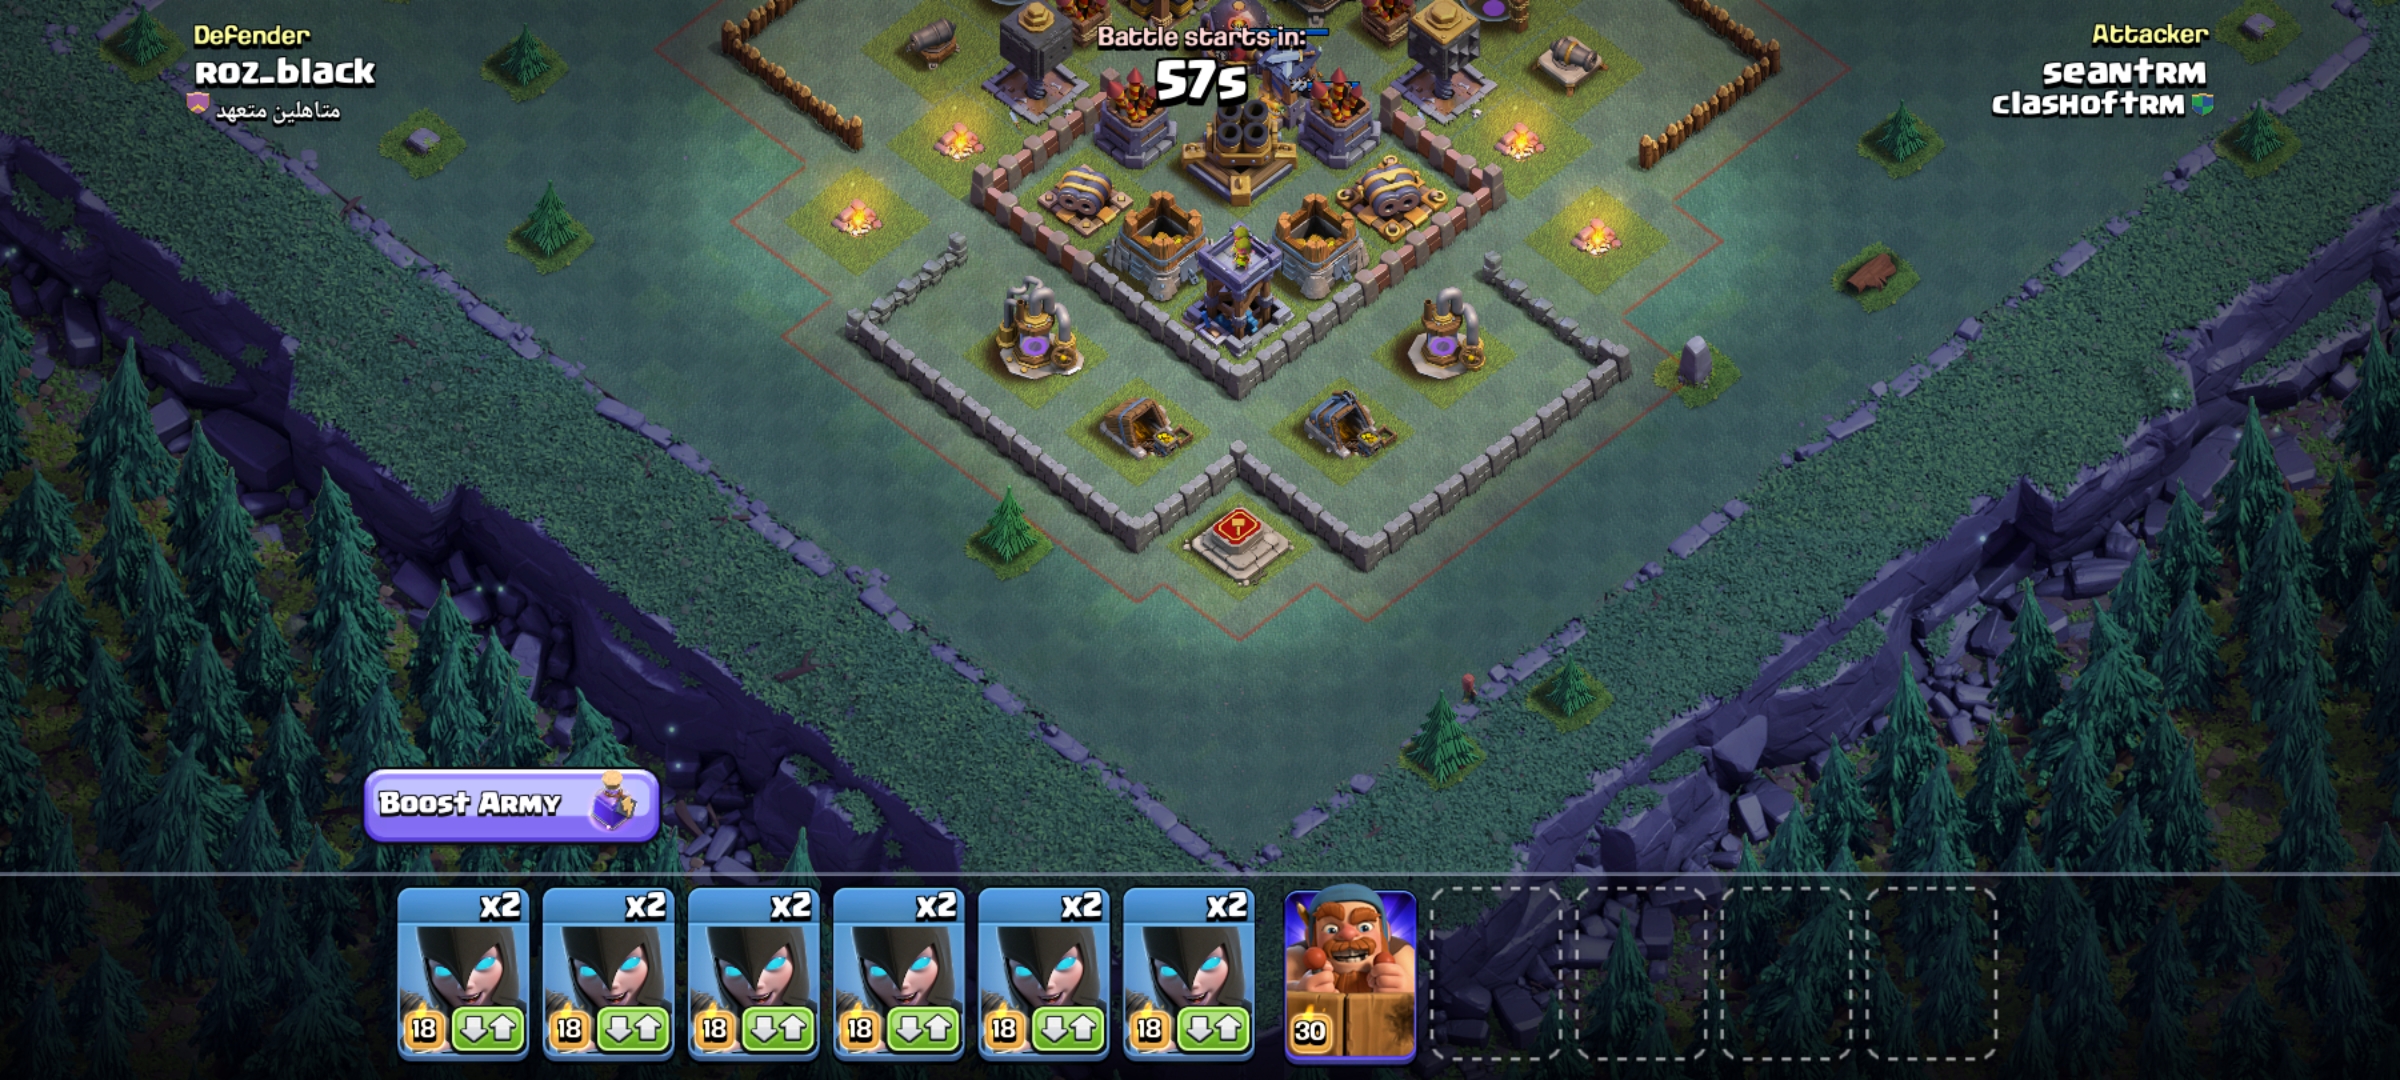 Defender
Roz_black
متاهلین متعهد
Battle starts in:
57s
Attacker
seantRM
clashoftRM
Boost Army
x2
x2
x2
x2
x2
x2
18
18
18
18
18
18
30